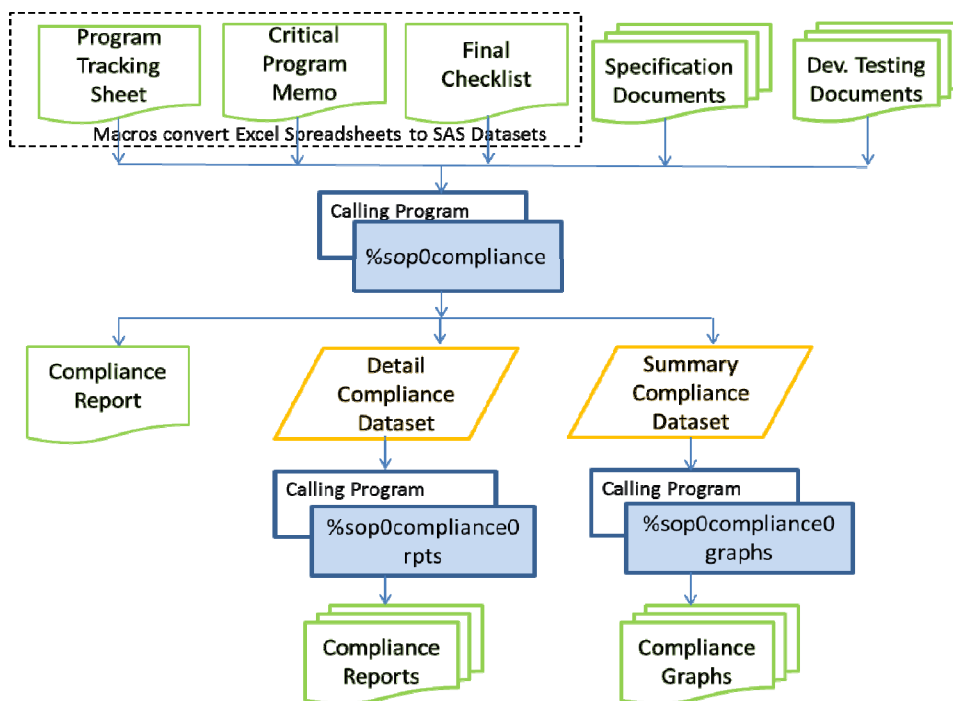 Program
Tracking
Sheet
Critical
Program
Memo
Final
Checklist
Specification
Documents
Dev. Testing
Documents
Macros convert Excel Spreadsheets to SAS Datasets
Calling Program
%sop0compliance
Compliance
Report
Detail
Compliance
Dataset
Summary
Compliance
Dataset
Calling Program
%sop0compliance0
rpts
Calling Program
%sop0compliance0
graphs
Compliance
Reports
Compliance
Graphs